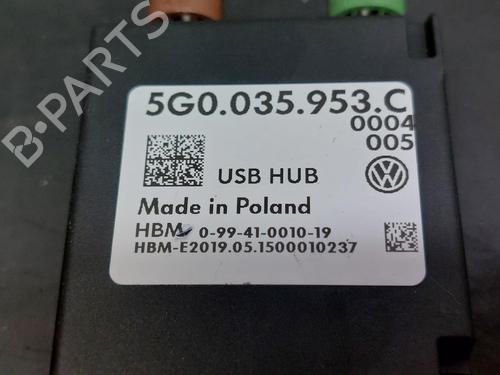 B-PARTS
5G0.035.953.C
0004
005
USB HUB
Made in Poland
HBM 0-99-41-0010-19
HBM-E2019.05.1500010237